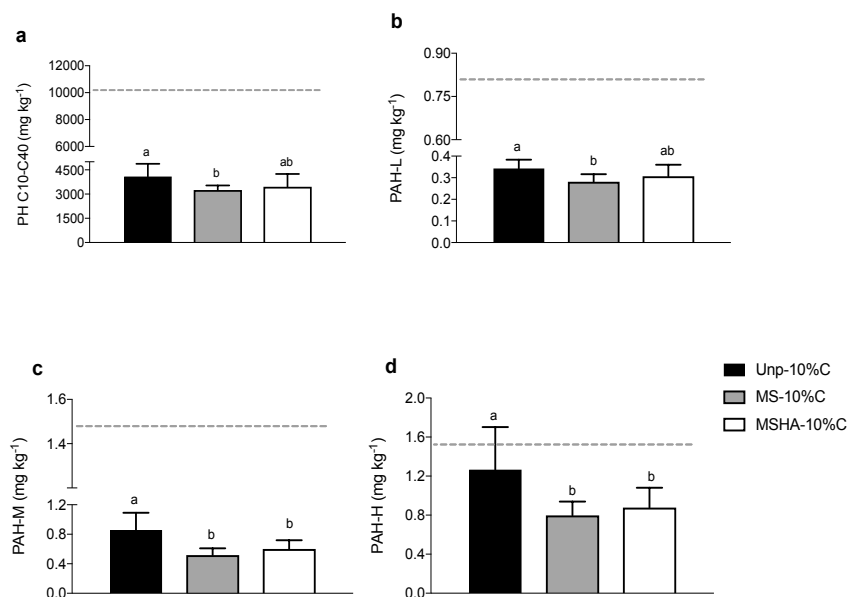 a
PH C10-C40 (mg kg⁻¹)
12000
10000
8000
6000
4500
3000
1500
0
a
b
ab
b
PAH-L (mg kg⁻¹)
0.90
0.75
0.60
0.4
0.3
0.2
0.1
0.0
a
b
ab
c
PAH-M (mg kg⁻¹)
1.6
1.4
1.2
0.8
0.4
0.0
a
b
b
d
PAH-H (mg kg⁻¹)
2.0
1.6
1.2
0.8
0.4
0.0
a
b
b
Unp-10%C
MS-10%C
MSHA-10%C